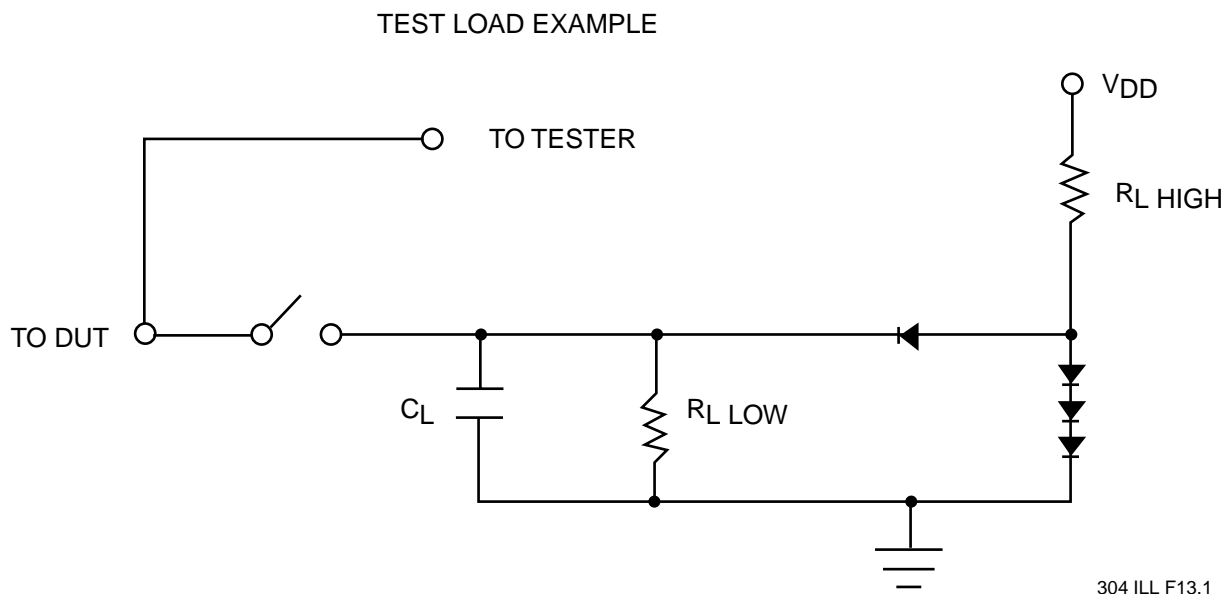 TEST LOAD EXAMPLE
VDD
TO TESTER
RL HIGH
TO DUT
CL
RL LOW
304 ILL F13.1